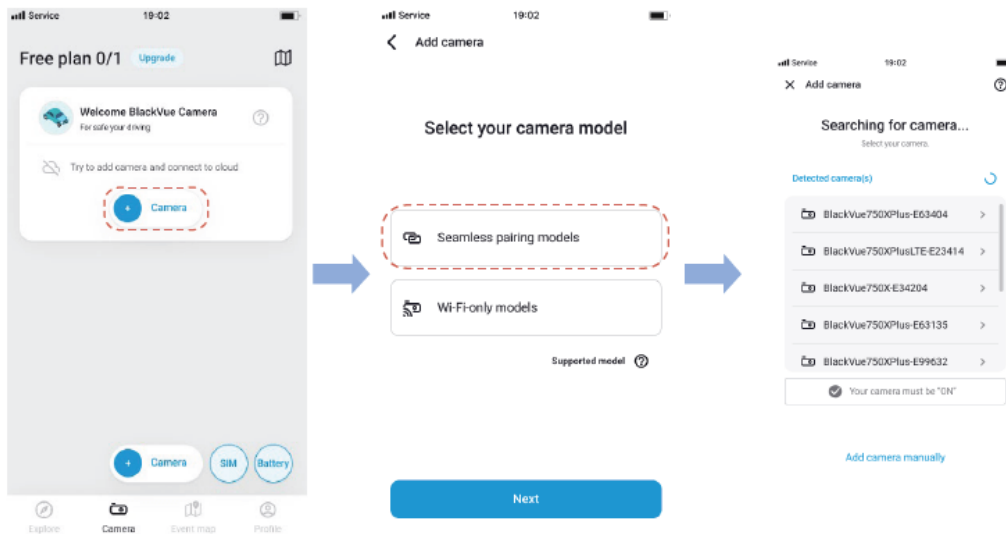 Service 19:02
Free plan 0/1 Upgrade
Welcome BlackVue Camera
For safe your driving
Try to add camera and connect to cloud
+ Camera
+ Camera SIM Battery
Explore Camera Event map Profile
Service 19:02
Add camera
Select your camera model
Seamless pairing models
Wi-Fi-only models
Supported model ?
Next
Service 19:02
Add camera
Searching for camera...
Select your camera.
Detected camera(s)
BlackVue750XPlus-E63404
BlackVue750XPlusLTE-E23414
BlackVue750X-E34204
BlackVue750XPlus-E63135
BlackVue750XPlus-E99632
Your camera must be "ON"
Add camera manually